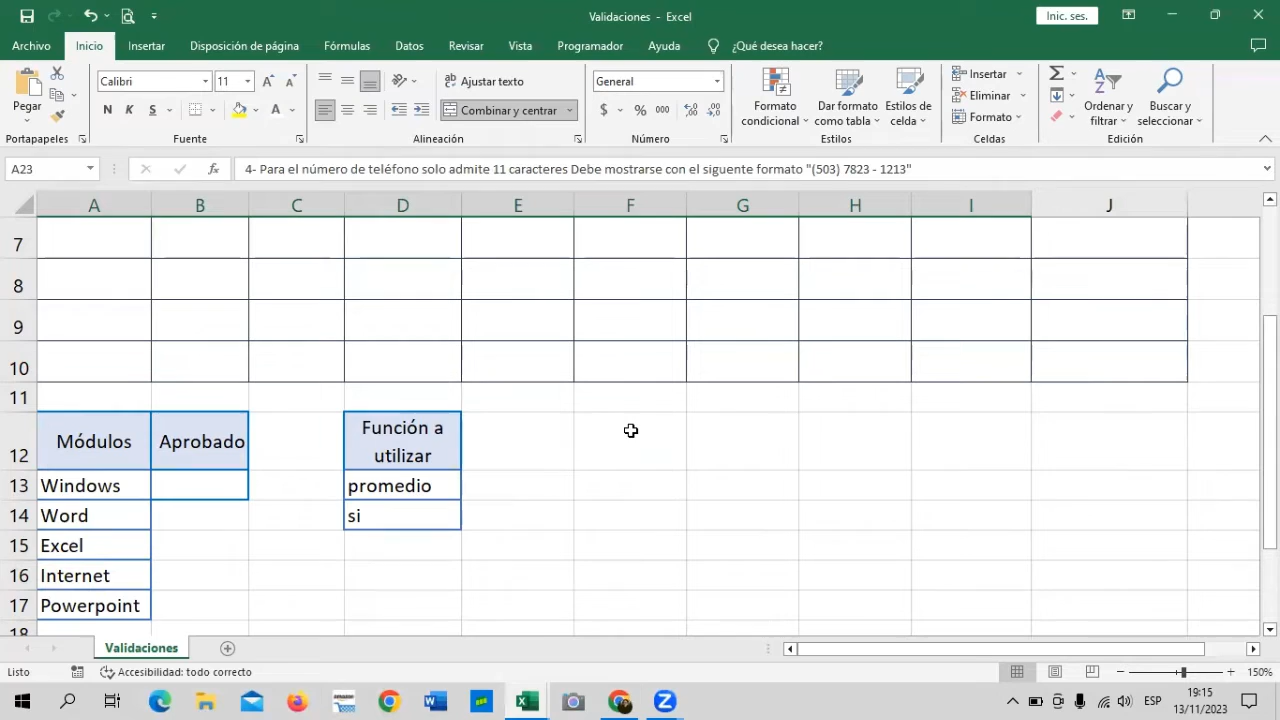 Validaciones - Excel
Inic. ses.
Archivo Inicio Insertar Disposición de página Fórmulas Datos Revisar Vista Programador Ayuda ¿Qué desea hacer?
Pegar
Calibri 11
N K S
Ajustar texto
Combinar y centrar
General
$ % 000
Formato condicional
Dar formato como tabla
Estilos de celda
Insertar
Eliminar
Formato
Ordenar y filtrar
Buscar y seleccionar
Portapapeles Fuente Alineación Número Estilos Celdas Edición
A23 fx 4- Para el número de teléfono solo admite 11 caracteres Debe mostrarse con el siguente formato "(503) 7823 - 1213"
A B C D E F G H I J
7
8
9
10
11
12 Módulos Aprobado Función a utilizar
13 Windows promedio
14 Word si
15 Excel
16 Internet
17 Powerpoint
18
Validaciones
Listo Accesibilidad: todo correcto 150%
ESP 19:15
13/11/2023